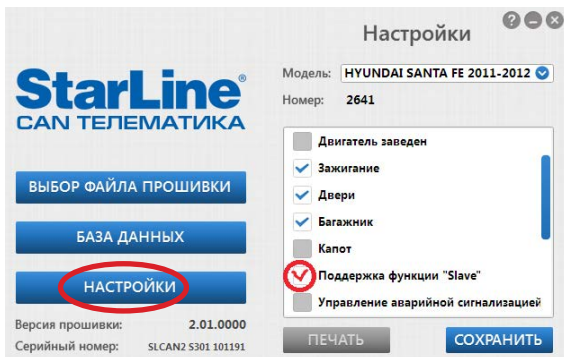 StarLine®
CAN ТЕЛЕМАТИКА
ВЫБОР ФАЙЛА ПРОШИВКИ
БАЗА ДАННЫХ
НАСТРОЙКИ
Версия прошивки: 2.01.0000
Серийный номер: SLCAN2 S301 101191
Настройки
? - ×
Модель: HYUNDAI SANTA FE 2011-2012
Номер: 2641
Двигатель заведен
Зажигание
Двери
Багажник
Капот
Поддержка функции "Slave"
Управление аварийной сигнализацией
ПЕЧАТЬ
СОХРАНИТЬ